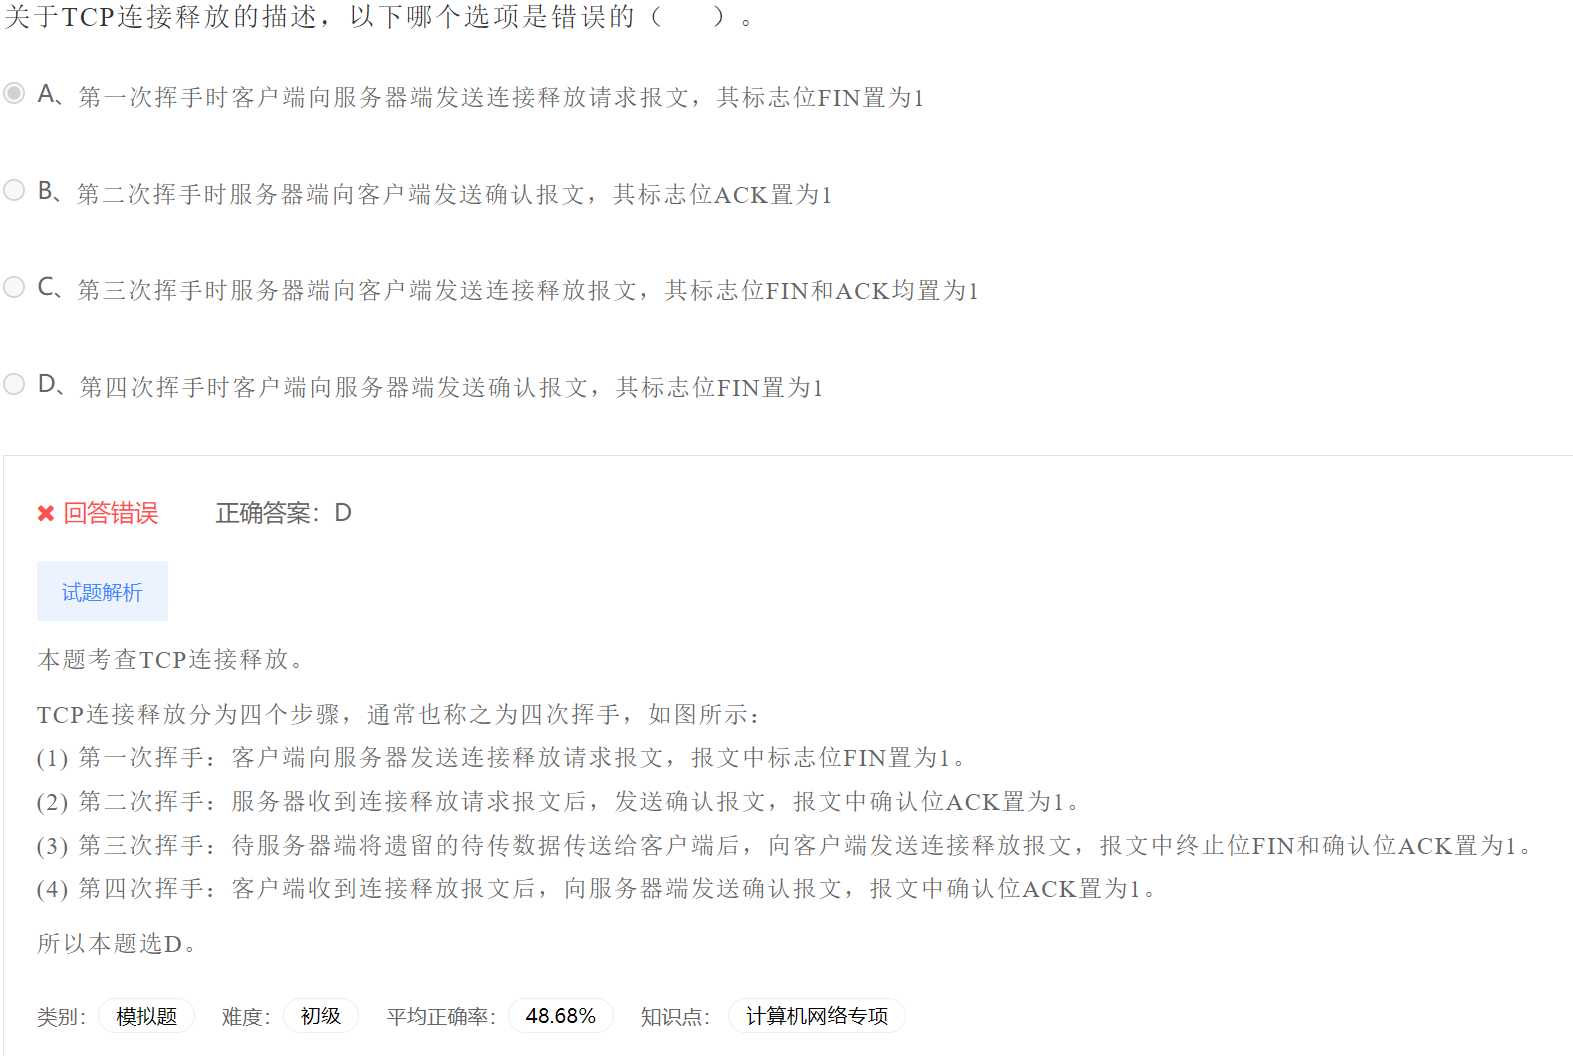 关于TCP连接释放的描述，以下哪个选项是错误的（　　）。
A、第一次挥手时客户端向服务器端发送连接释放请求报文，其标志位FIN置为1
B、第二次挥手时服务器端向客户端发送确认报文，其标志位ACK置为1
C、第三次挥手时服务器端向客户端发送连接释放报文，其标志位FIN和ACK均置为1
D、第四次挥手时客户端向服务器端发送确认报文，其标志位FIN置为1
回答错误 正确答案：D
试题解析
本题考查TCP连接释放。
TCP连接释放分为四个步骤，通常也称之为四次挥手，如图所示：
(1) 第一次挥手：客户端向服务器发送连接释放请求报文，报文中标志位FIN置为1。
(2) 第二次挥手：服务器收到连接释放请求报文后，发送确认报文，报文中确认位ACK置为1。
(3) 第三次挥手：待服务器端将遗留的待传数据传送给客户端后，向客户端发送连接释放报文，报文中终止位FIN和确认位ACK置为1。
(4) 第四次挥手：客户端收到连接释放报文后，向服务器端发送确认报文，报文中确认位ACK置为1。
所以本题选D。
类别： 模拟题 难度： 初级 平均正确率： 48.68% 知识点： 计算机网络专项